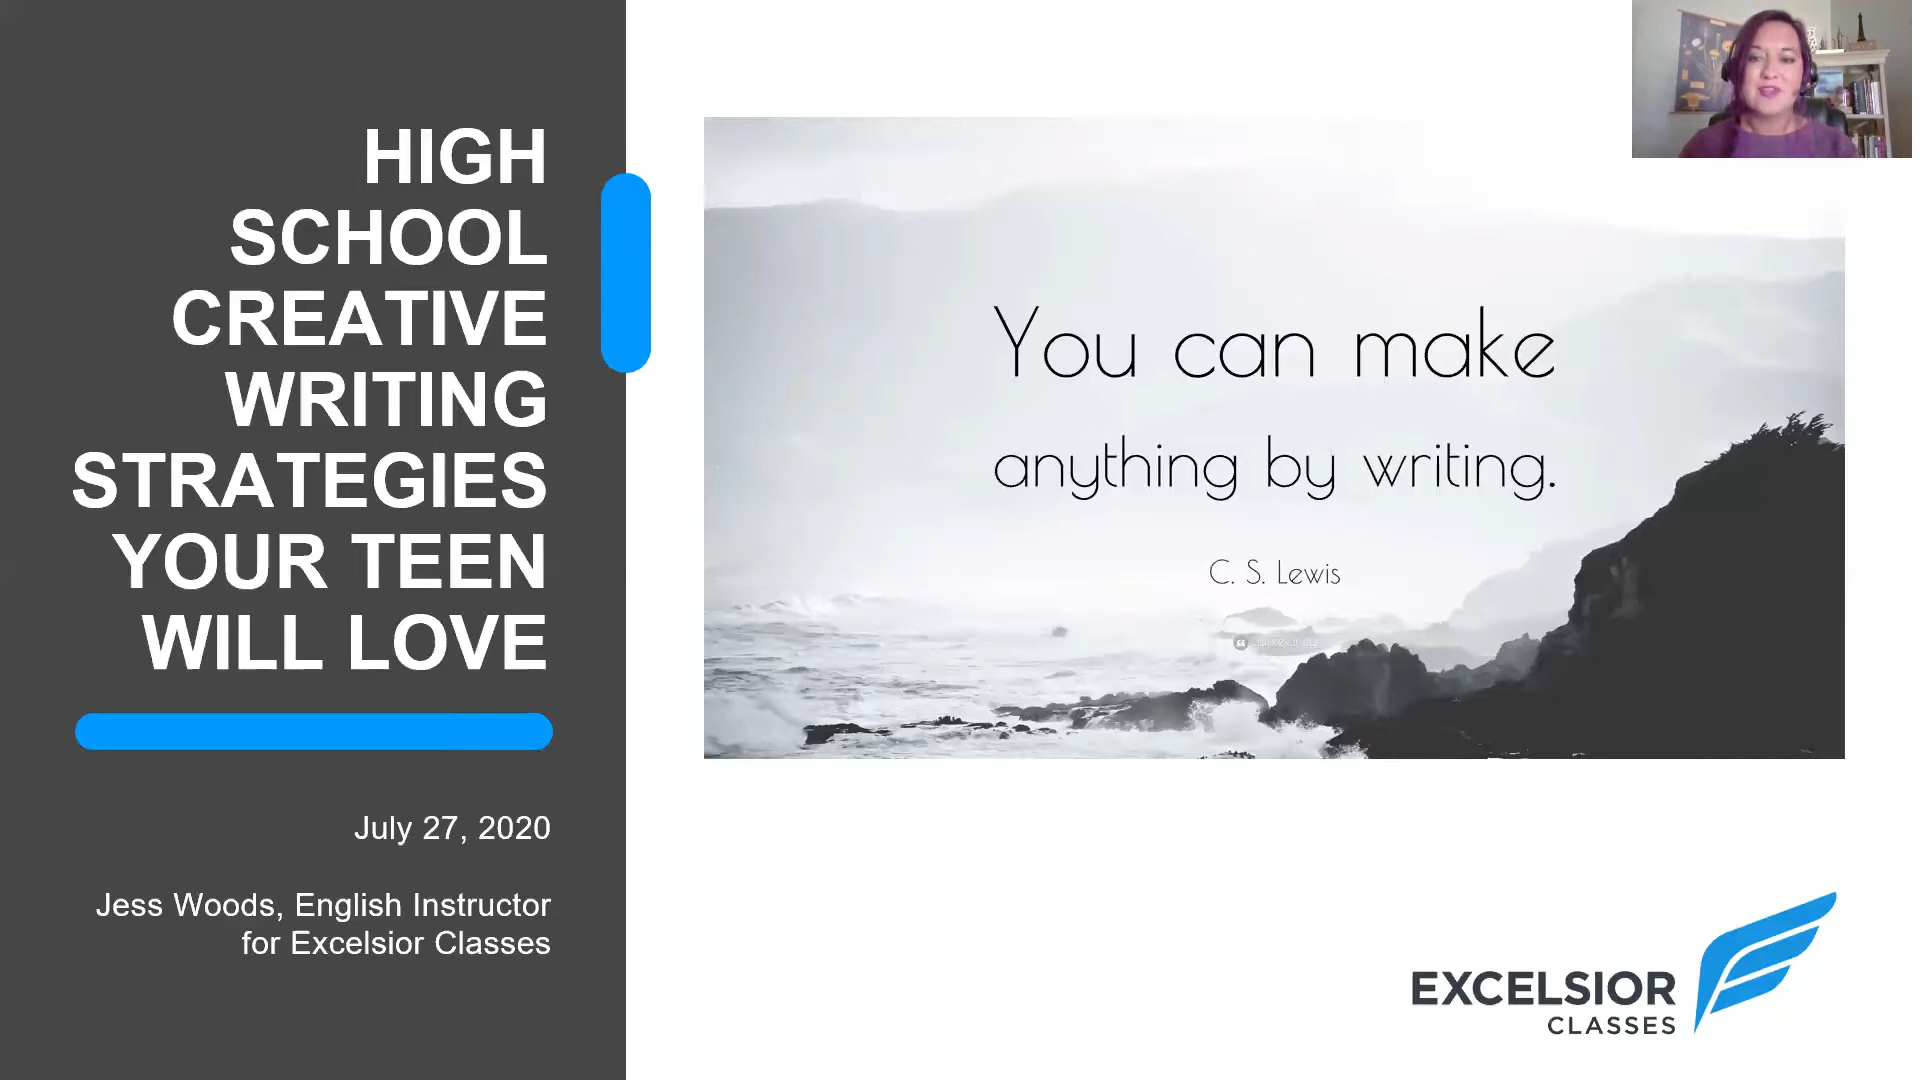 HIGH
SCHOOL
CREATIVE
WRITING
STRATEGIES
YOUR TEEN
WILL LOVE
July 27, 2020
Jess Woods, English Instructor
for Excelsior Classes
You can make
anything by writing.
C. S. Lewis
EXCELSIOR
CLASSES